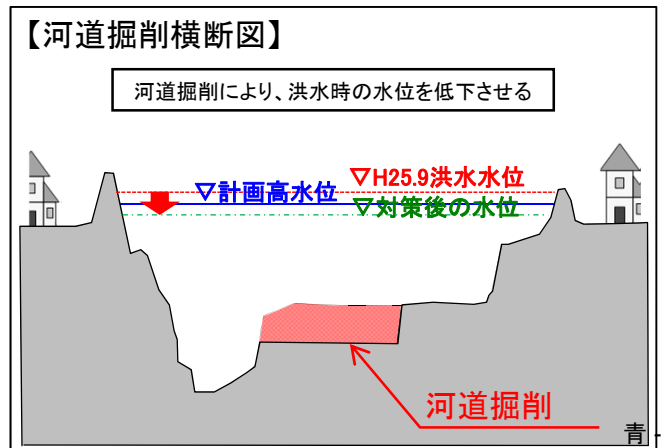 【河道掘削横断図】
河道掘削により、洪水時の水位を低下させる
▽H25.9洪水水位
▽計画高水位
▽対策後の水位
河道掘削
青-